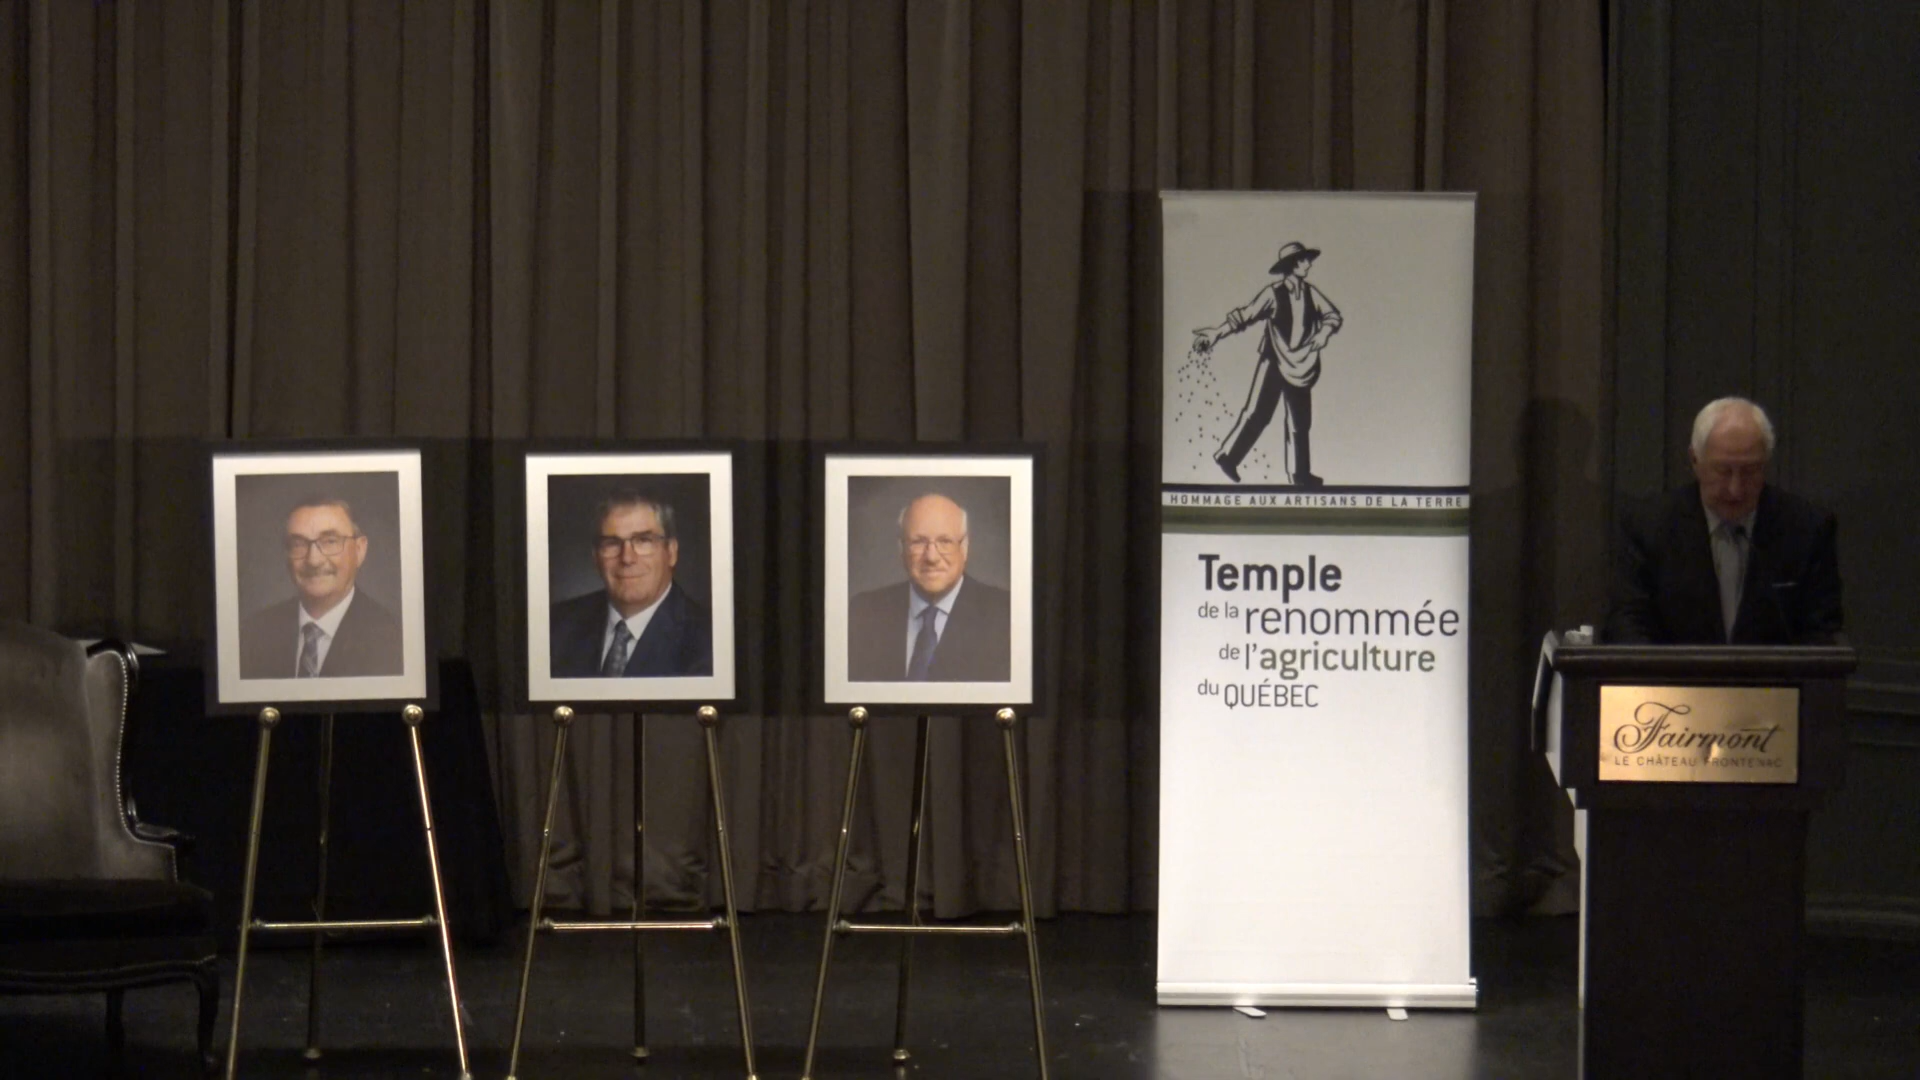 HOMMAGE AUX ARTISANS DE LA TERRE
Temple
de la renommée
de l'agriculture
du QUÉBEC
Fairmont
LE CHÂTEAU FRONTENAC